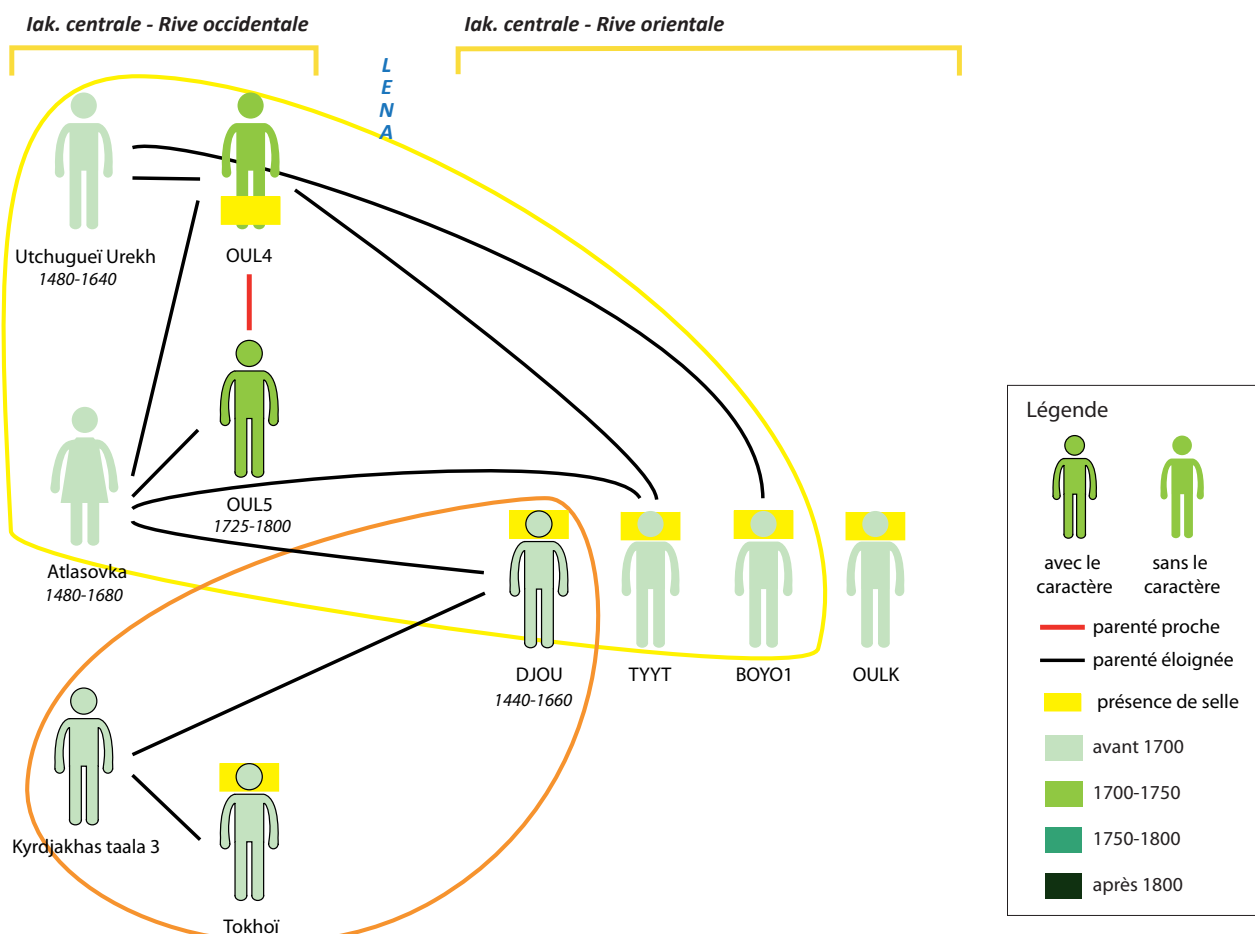 Iak. centrale - Rive occidentale
Iak. centrale - Rive orientale
L
E
N
A
Utchugueï Urekh
1480-1640
OUL4
OUL5
1725-1800
Atlasovka
1480-1680
DJOU
1440-1660
TYYT
BOYO1
OULK
Kyrdjakhas taala 3
Tokhoï
Légende
avec le
caractère
sans le
caractère
parenté proche
parenté éloignée
présence de selle
avant 1700
1700-1750
1750-1800
après 1800